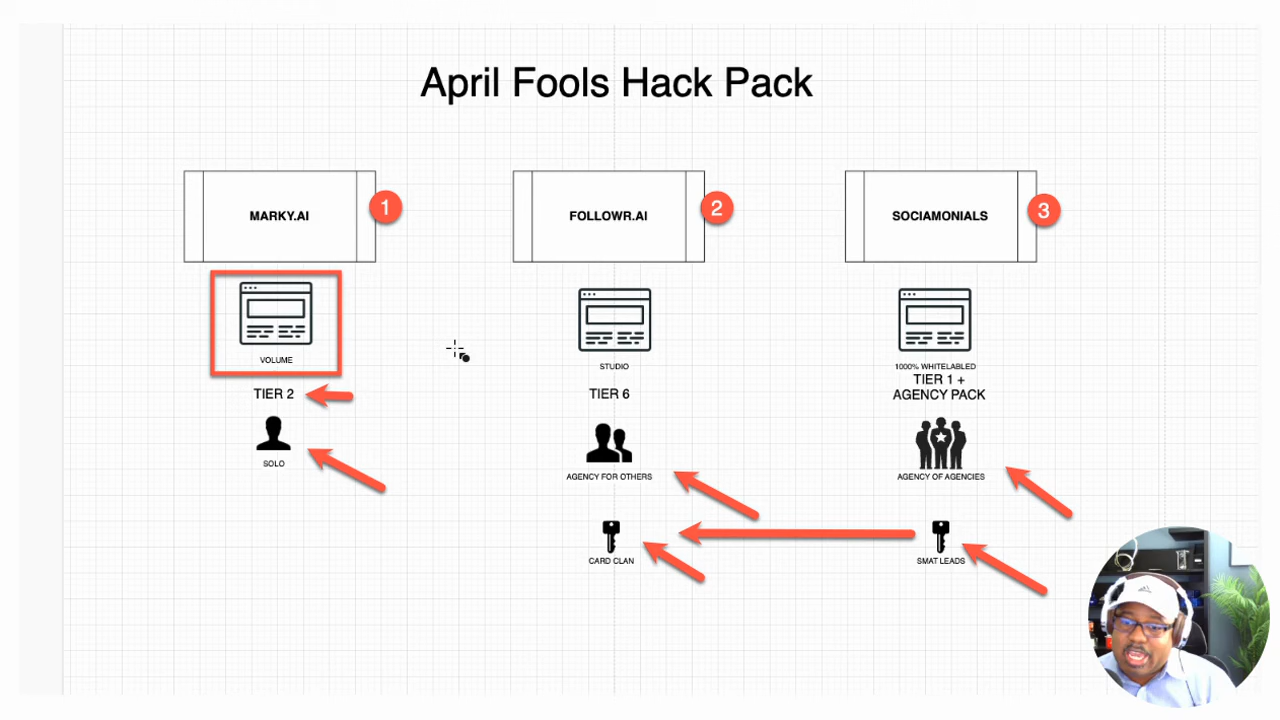 April Fools Hack Pack
MARKY.AI
1
FOLLOWR.AI
2
SOCIAMONIALS
3
VOLUME
TIER 2
SOLO
STUDIO
TIER 6
AGENCY FOR OTHERS
CARD CLAN
1000% WHITELABLED
TIER 1 +
AGENCY PACK
AGENCY OF AGENCIES
SMAT LEADS